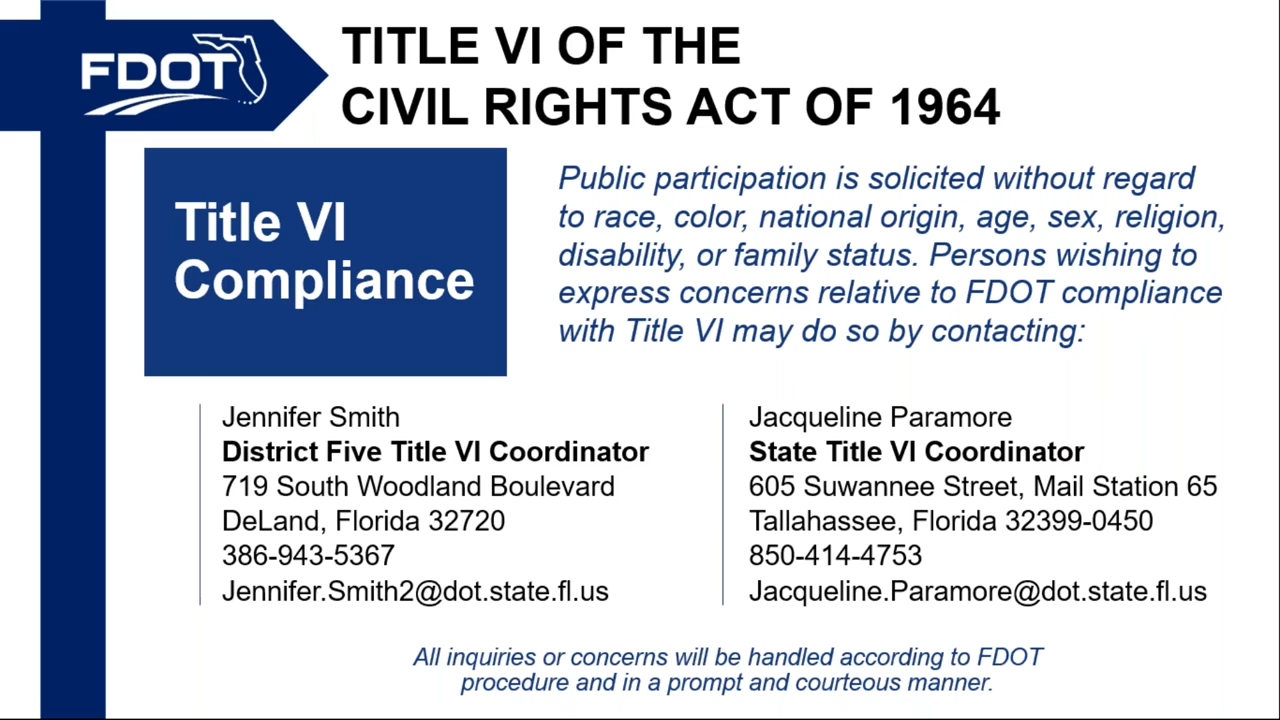 FDOT
TITLE VI OF THE
CIVIL RIGHTS ACT OF 1964
Title VI
Compliance
Public participation is solicited without regard
to race, color, national origin, age, sex, religion,
disability, or family status. Persons wishing to
express concerns relative to FDOT compliance
with Title VI may do so by contacting:
Jennifer Smith
District Five Title VI Coordinator
719 South Woodland Boulevard
DeLand, Florida 32720
386-943-5367
Jennifer.Smith2@dot.state.fl.us
Jacqueline Paramore
State Title VI Coordinator
605 Suwannee Street, Mail Station 65
Tallahassee, Florida 32399-0450
850-414-4753
Jacqueline.Paramore@dot.state.fl.us
All inquiries or concerns will be handled according to FDOT
procedure and in a prompt and courteous manner.